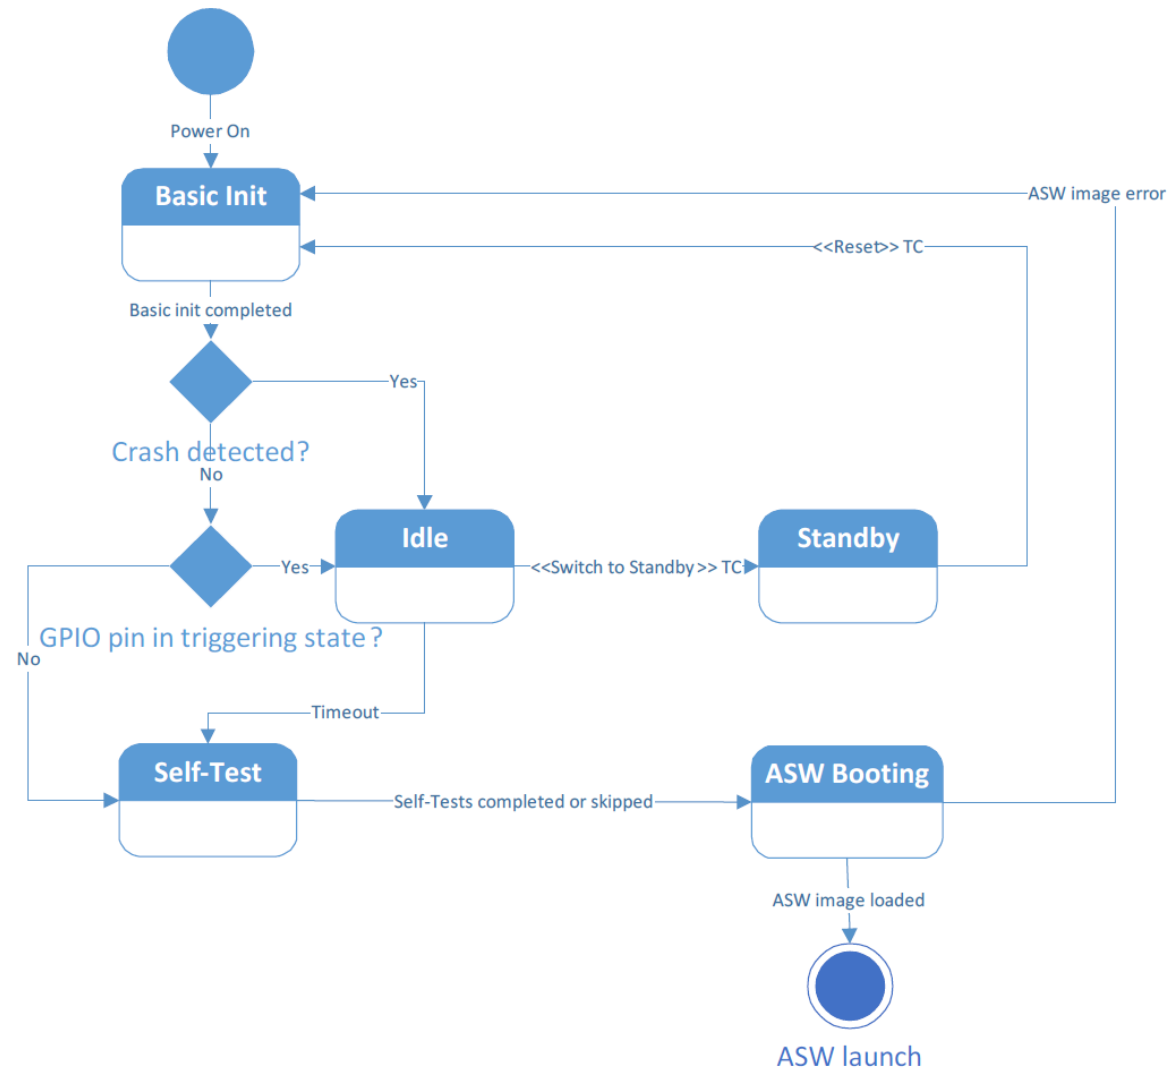 Power On
Basic Init
ASW image error
<<Reset>> TC
Basic init completed
Yes
Crash detected?
No
Idle
Standby
Yes
<<Switch to Standby>> TC
GPIO pin in triggering state?
No
Timeout
Self-Test
ASW Booting
Self-Tests completed or skipped
ASW image loaded
ASW launch